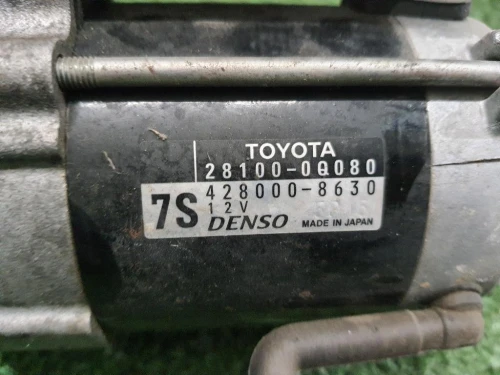 TOYOTA
28100-0Q080
428000-8630
7S
12V
DENSO MADE IN JAPAN